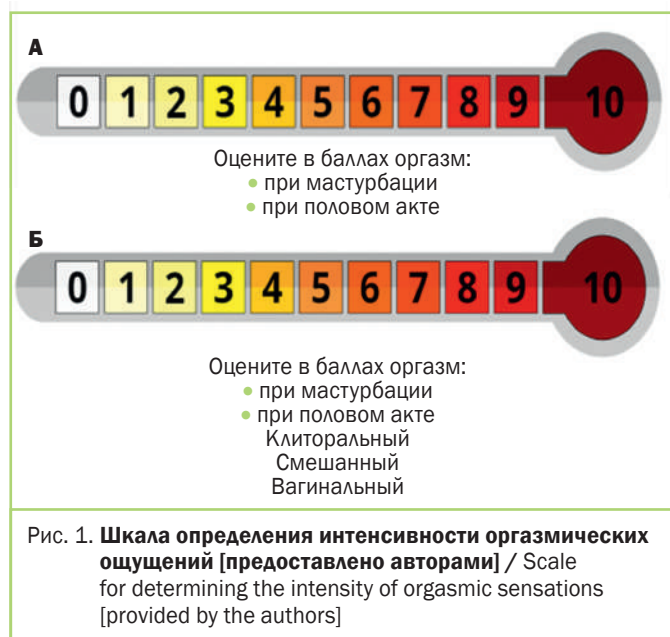 А
0 1 2 3 4 5 6 7 8 9 10
Оцените в баллах оргазм:
• при мастурбации
• при половом акте
Б
0 1 2 3 4 5 6 7 8 9 10
Оцените в баллах оргазм:
• при мастурбации
• при половом акте
Клиторальный
Смешанный
Вагинальный
Рис. 1. Шкала определения интенсивности оргазмических
ощущений [предоставлено авторами] / Scale
for determining the intensity of orgasmic sensations
[provided by the authors]